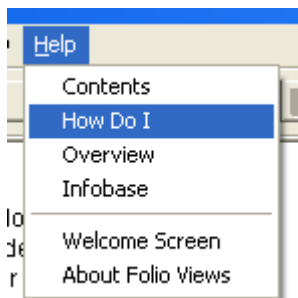 Help
Contents
How Do I
Overview
Infobase
Welcome Screen
About Folio Views